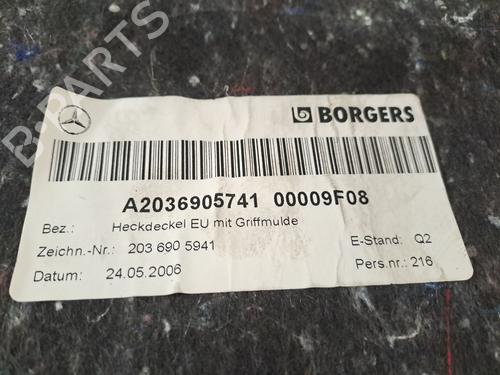 B-PARTS
BORGERS
A2036905741 00009F08
Bez.: Heckdeckel EU mit Griffmulde
Zeichn.-Nr.: 203 690 5941 E-Stand: Q2
Datum: 24.05.2006 Pers.nr.: 216